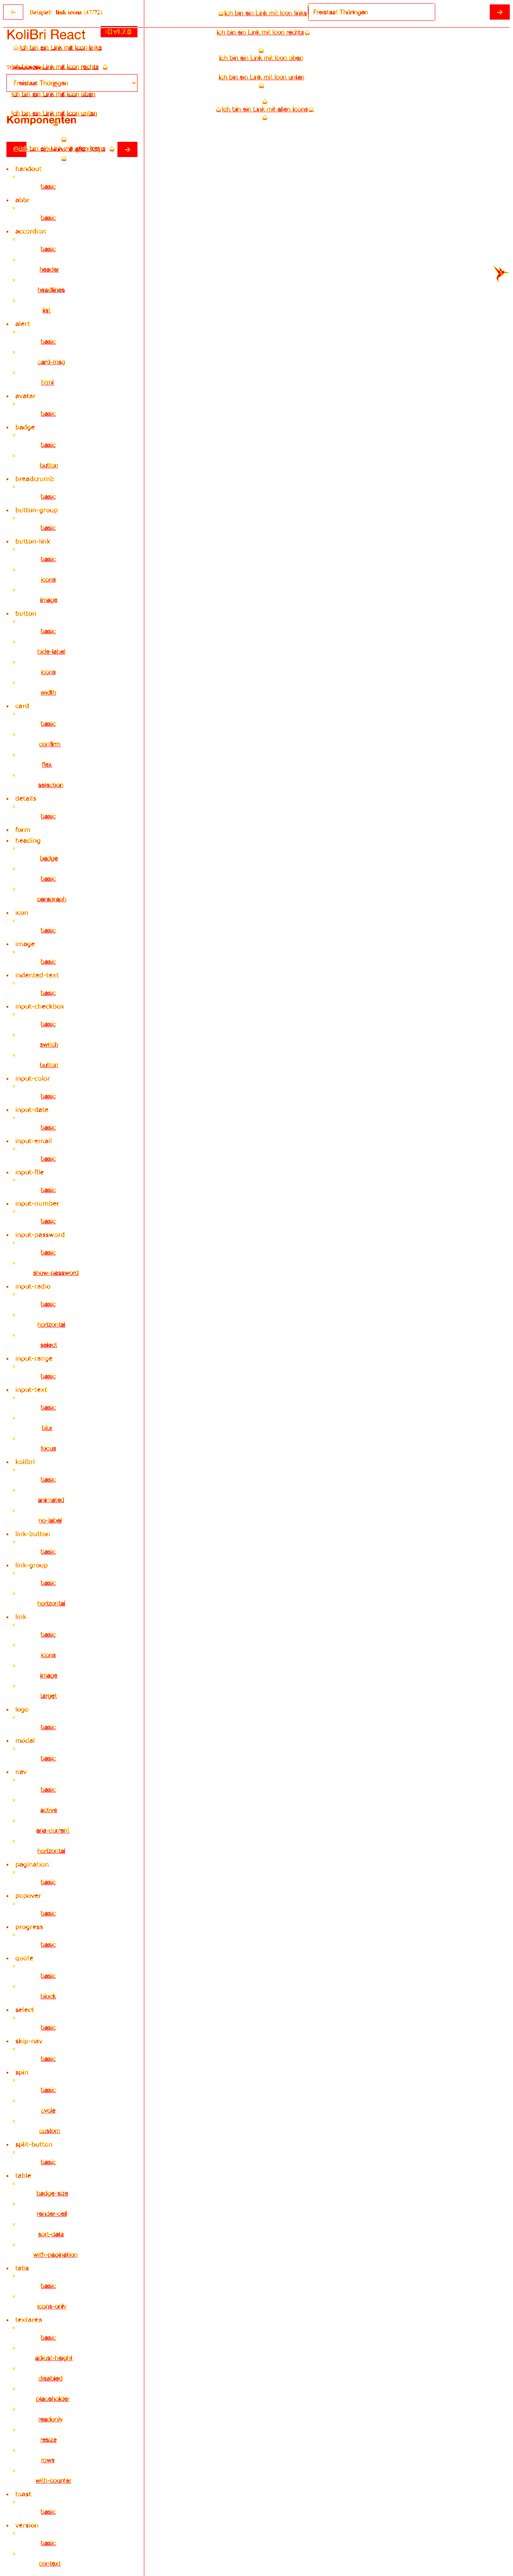 Beispiel: link icons (47/72)
Freistaat Thüringen
KoliBri React
v1.7.0
Ich bin ein Link mit Icon links
Ich bin ein Link mit Icon rechts
Ich bin ein Link mit Icon oben
Ich bin ein Link mit Icon unten
Ich bin ein Link mit allen Icons
Ich bin ein Link mit Icon links
Ich bin ein Link mit Icon rechts
Freistaat Thüringen
Ich bin ein Link mit Icon oben
Ich bin ein Link mit Icon unten
Komponenten
Ich bin ein Link mit allen Icons
handout
basic
abbr
basic
accordion
basic
header
headlines
list
alert
basic
card-msg
html
avatar
basic
badge
basic
button
breadcrumb
basic
button-group
basic
button-link
basic
icons
image
button
basic
hide-label
icons
width
card
basic
confirm
flex
selection
details
basic
form
heading
badge
basic
paragraph
icon
basic
image
basic
indented-text
basic
input-checkbox
basic
switch
button
input-color
basic
input-date
basic
input-email
basic
input-file
basic
input-number
basic
input-password
basic
show-password
input-radio
basic
horizontal
select
input-range
basic
input-text
basic
blur
focus
kolibri
basic
animated
no-label
link-button
basic
link-group
basic
horizontal
link
basic
icons
image
target
logo
basic
modal
basic
nav
basic
active
aria-current
horizontal
pagination
basic
popover
basic
progress
basic
quote
basic
block
select
basic
skip-nav
basic
spin
basic
cycle
custom
split-button
basic
table
badge-size
render-cell
sort-data
with-pagination
tabs
basic
icons-only
textarea
basic
adjust-height
disabled
placeholder
readonly
resize
rows
with-counter
toast
basic
version
basic
context